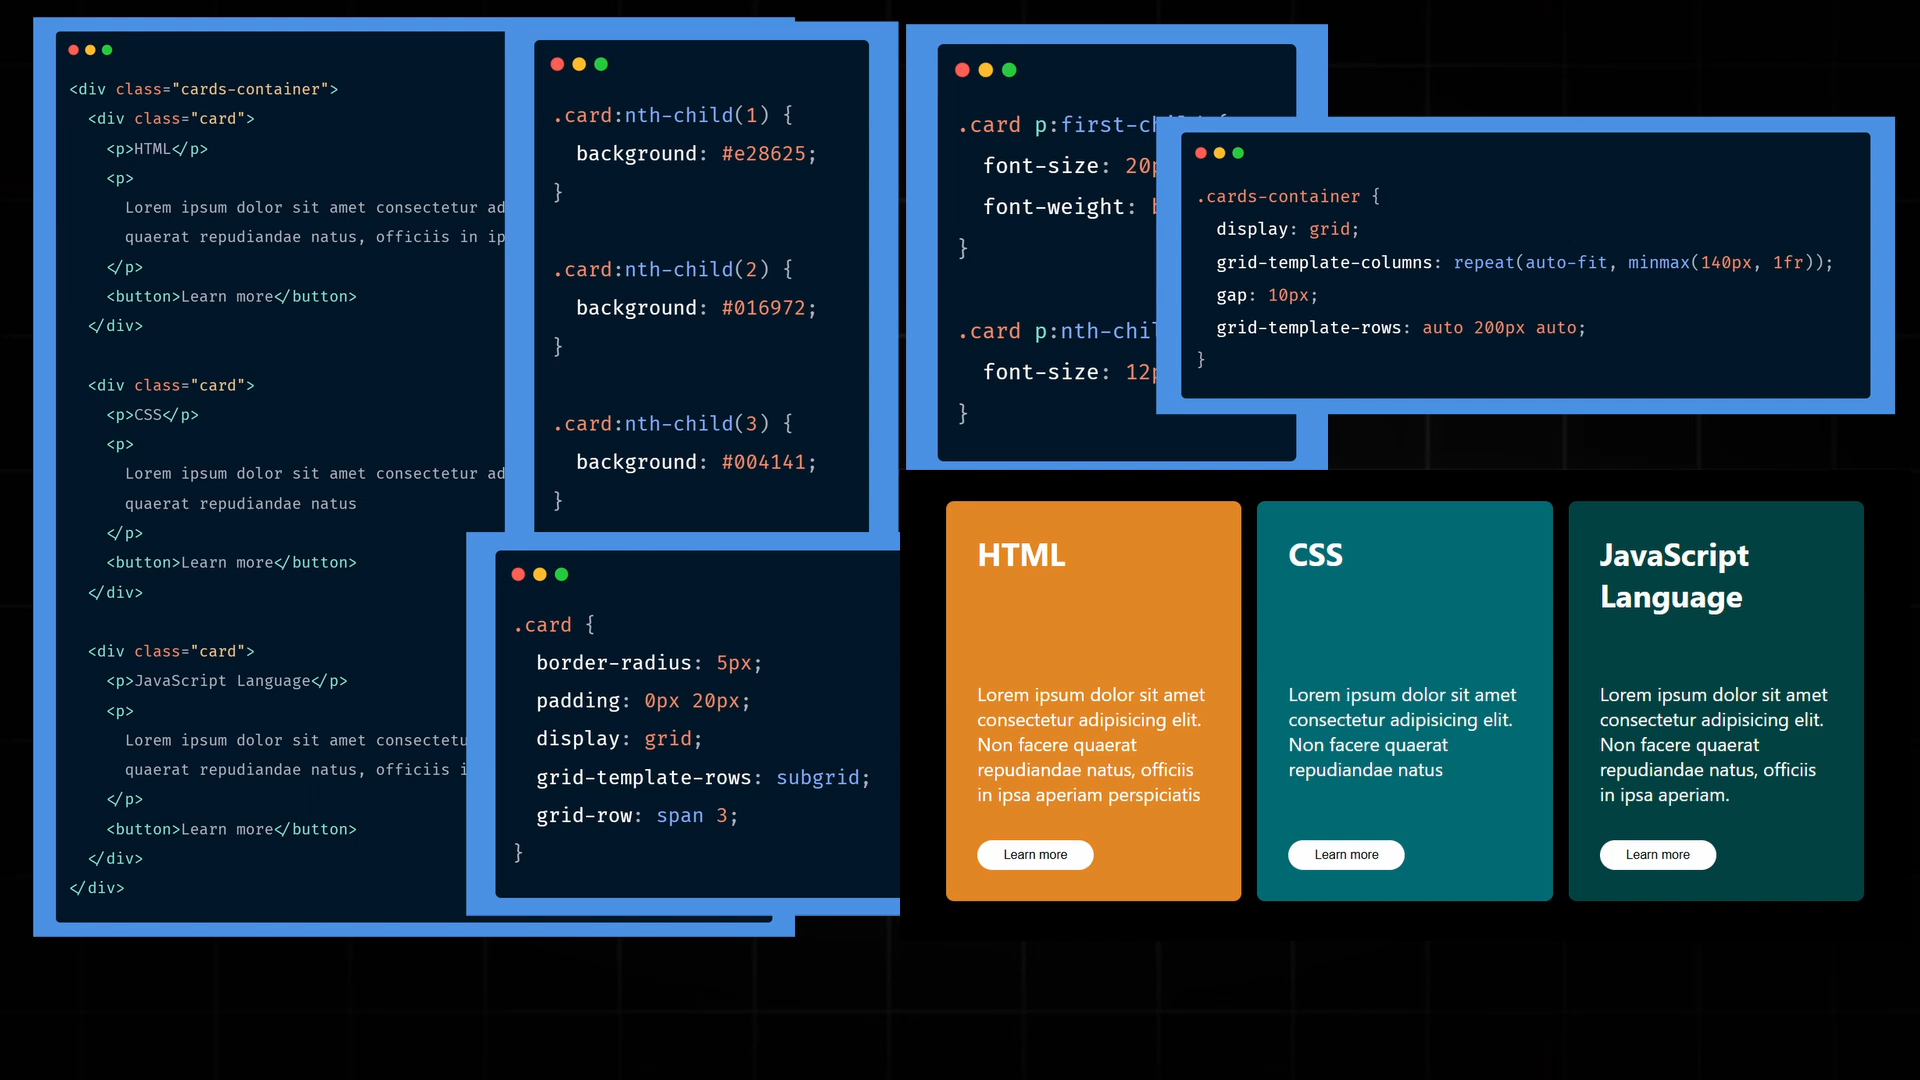 <div class="cards-container">
<div class="card">
<p>HTML</p>
<p>
Lorem ipsum dolor sit amet consectetur
quaerat repudiandae natus, officiis in
</p>
<button>Learn more</button>
</div>
<div class="card">
<p>CSS</p>
<p>
Lorem ipsum dolor sit amet consectetur
quaerat repudiandae natus
</p>
<button>Learn more</button>
</div>
<div class="card">
<p>JavaScript Language</p>
<p>
Lorem ipsum dolor sit amet
quaerat repudiandae natus, officiis
</p>
<button>Learn more</button>
</div>
</div>
.card:nth-child(1) {
background: #e28625;
}
.card:nth-child(2) {
background: #016972;
}
.card:nth-child(3) {
background: #004141;
}
.card {
border-radius: 5px;
padding: 0px 20px;
display: grid;
grid-template-rows: subgrid;
grid-row: span 3;
}
.card
font-size:
font-weight:
}
.card
font-size:
}
.cards-container {
display: grid;
grid-template-columns: repeat(auto-fit, minmax(140px, 1fr));
gap: 10px;
grid-template-rows: auto 200px auto;
}
HTML
Lorem ipsum dolor sit amet
consectetur adipisicing elit.
Non facere quaerat
repudiandae natus, officiis
in ipsa aperiam perspiciatis
Learn more
CSS
Lorem ipsum dolor sit amet
consectetur adipisicing elit.
Non facere quaerat
repudiandae natus
Learn more
JavaScript
Language
Lorem ipsum dolor sit amet
consectetur adipisicing elit.
Non facere quaerat
repudiandae natus, officiis
in ipsa aperiam.
Learn more